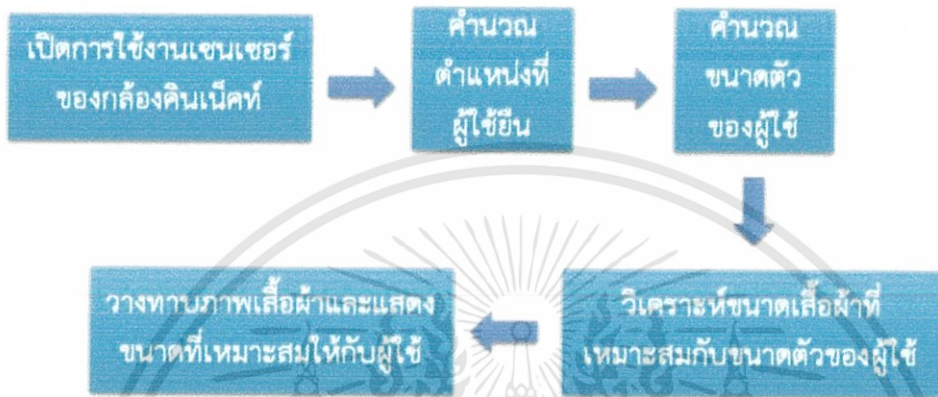 เปิดการใช้งานเซนเซอร์
ของกล้องคินเน็คท์
คำนวณ
ตำแหน่งที่
ผู้ใช้ยืน
คำนวณ
ขนาดตัว
ของผู้ใช้
วิเคราะห์ขนาดเสื้อผ้าที่
เหมาะสมกับขนาดตัวของผู้ใช้
วางทาบภาพเสื้อผ้าและแสดง
ขนาดที่เหมาะสมให้กับผู้ใช้